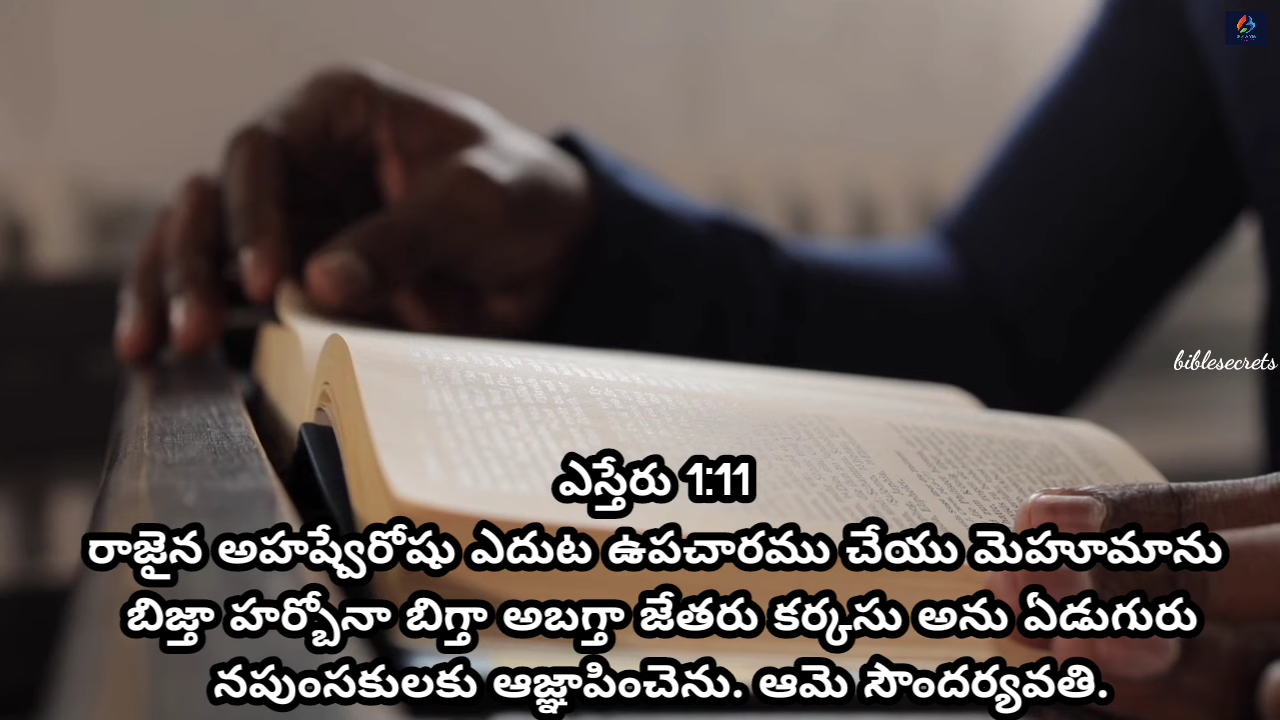 biblesecrets
ఎస్తేరు 1:11
రాజైన అహష్వేరోషు ఎదుట ఉపచారము చేయు మెహూమాను
బిజ్తా హర్బోనా బిగ్తా అబగ్తా జేతరు కర్కసు అను ఏడుగురు
నపుంసకులకు ఆజ్ఞాపించెను. ఆమె సౌందర్యవతి.